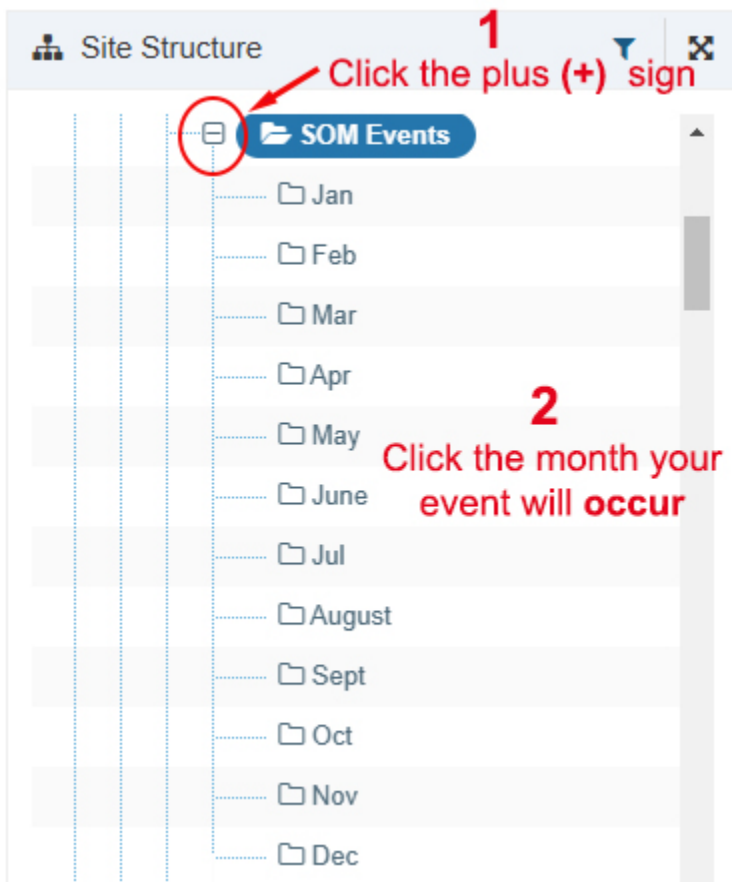 1
Site Structure
Click the plus (+) sign
SOM Events
Jan
Feb
Mar
Apr
May
June
Jul
August
Sept
Oct
Nov
Dec
2
Click the month your
event will occur